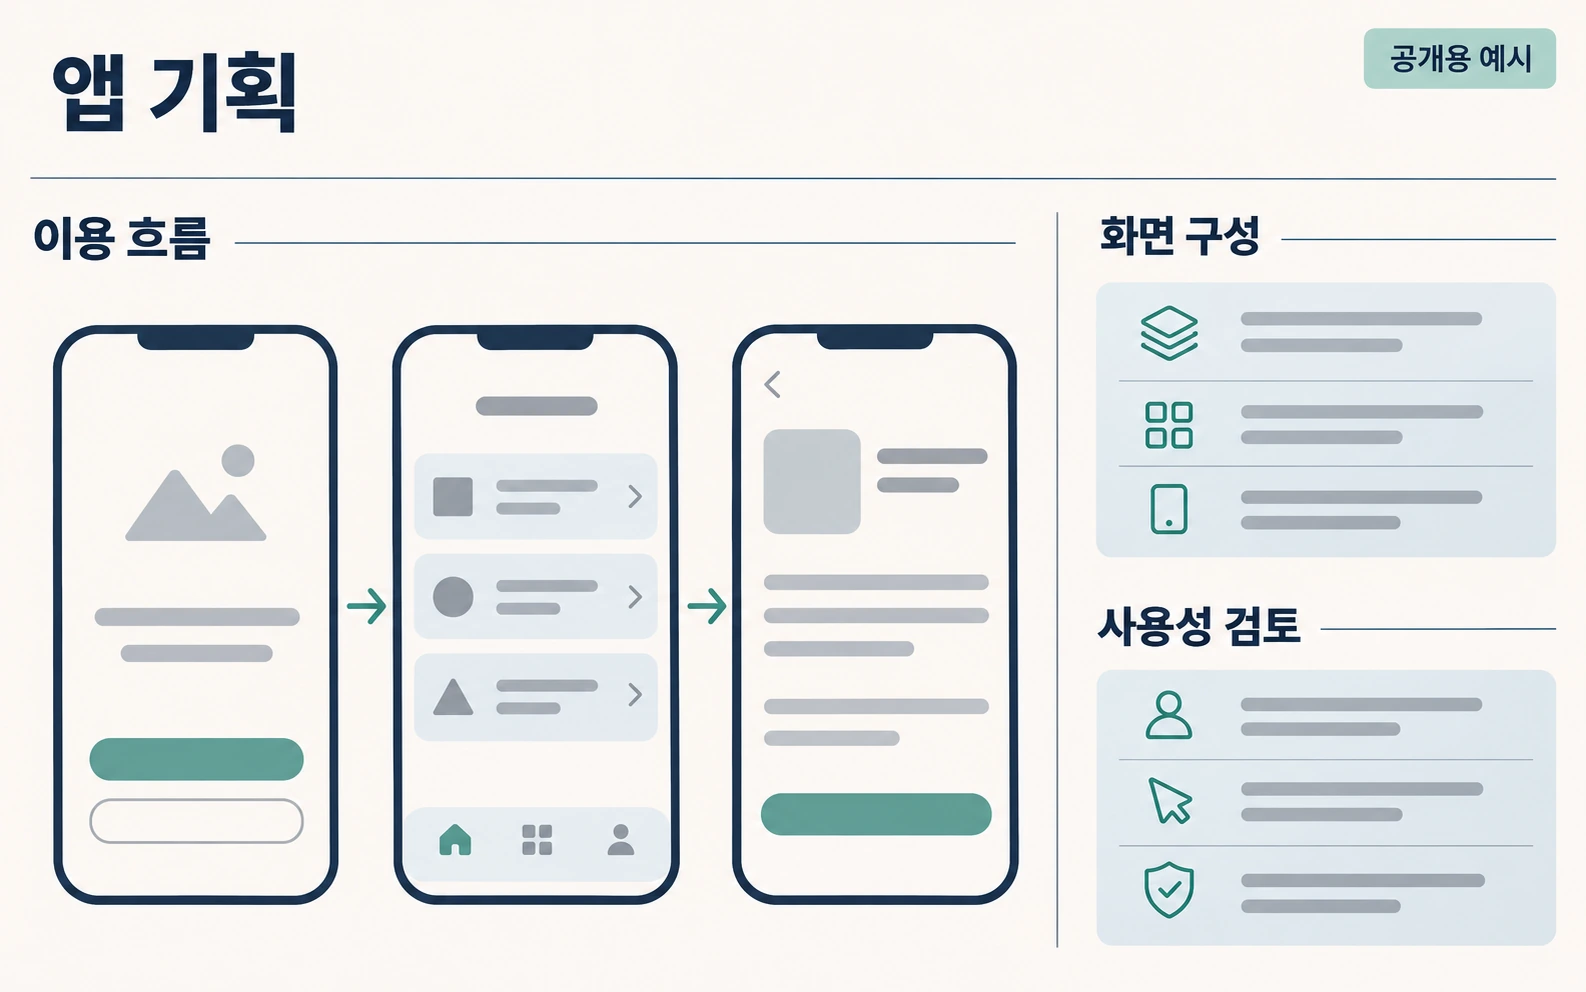 앱 기획
공개용 예시
이용 흐름
화면 구성
사용성 검토